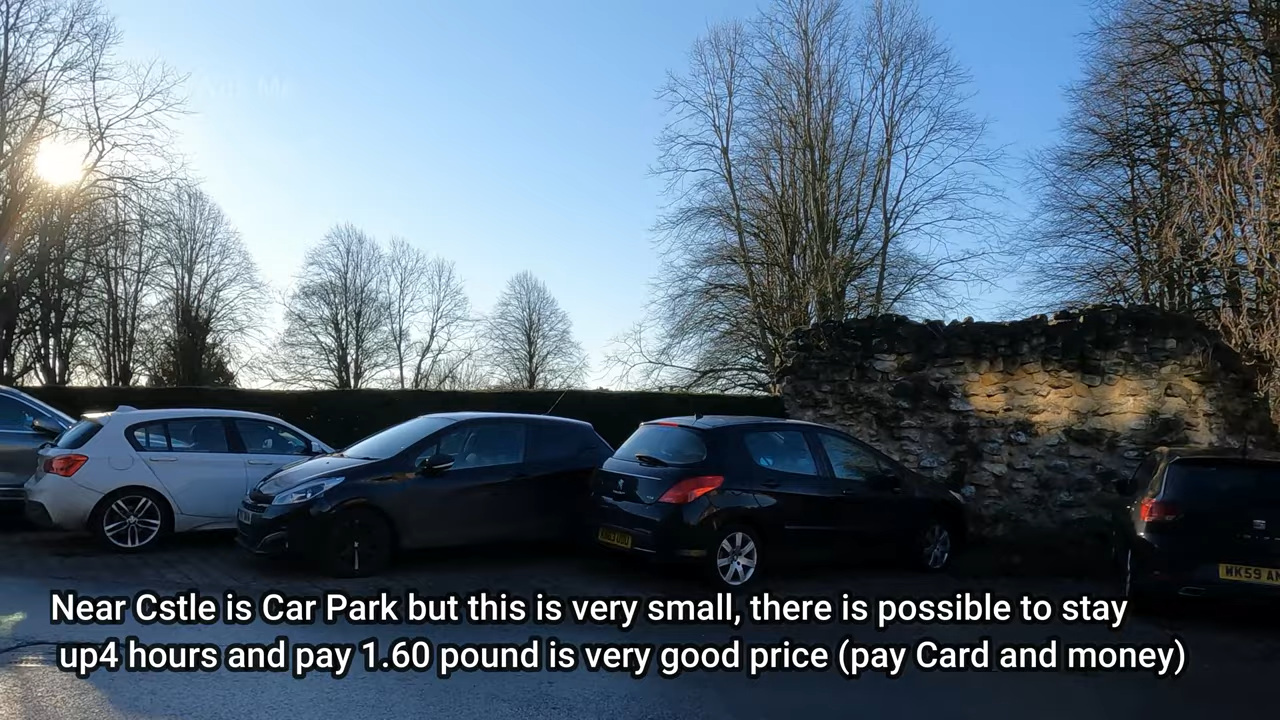 Near Cstle is Car Park but this is very small, there is possible to stay
up4 hours and pay 1.60 pound is very good price (pay Card and money)